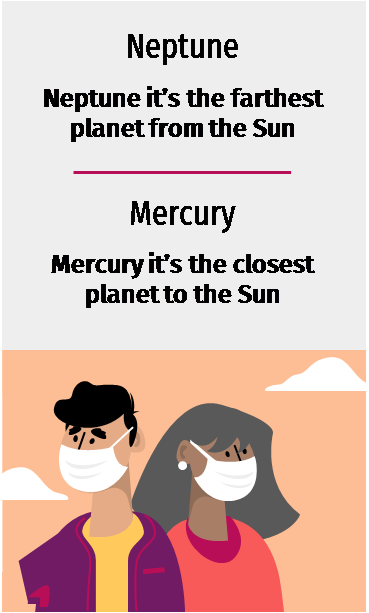 Neptune
Neptune it's the farthest
planet from the Sun
Mercury
Mercury it's the closest
planet to the Sun